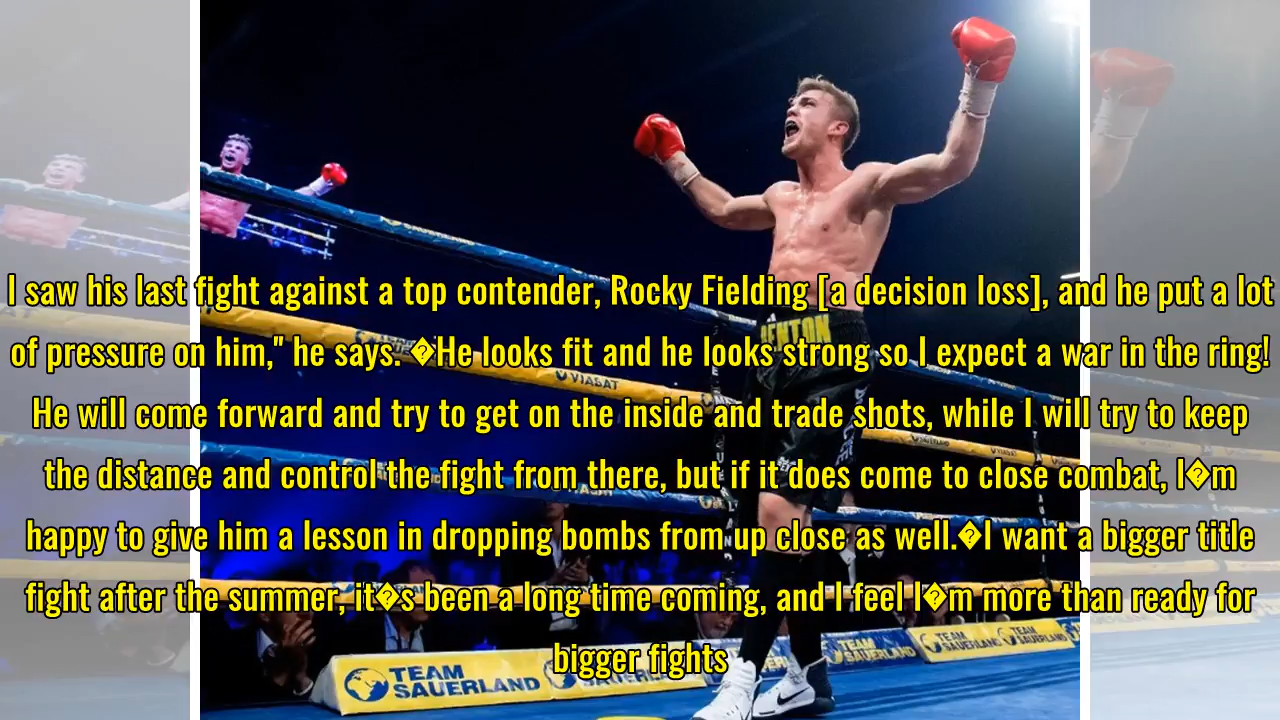 I saw his last fight against a top contender, Rocky Fielding [a decision loss], and he put a lot
of pressure on him," he says. �He looks fit and he looks strong so I expect a war in the ring!
He will come forward and try to get on the inside and trade shots, while I will try to keep
the distance and control the fight from there, but if it does come to close combat, I�m
happy to give him a lesson in dropping bombs from up close as well.�I want a bigger title
fight after the summer, it�s been a long time coming, and I feel I�m more than ready for
bigger fights
VIASAT
TEAM
SAUERLAND
TEAM
SAUERLAND